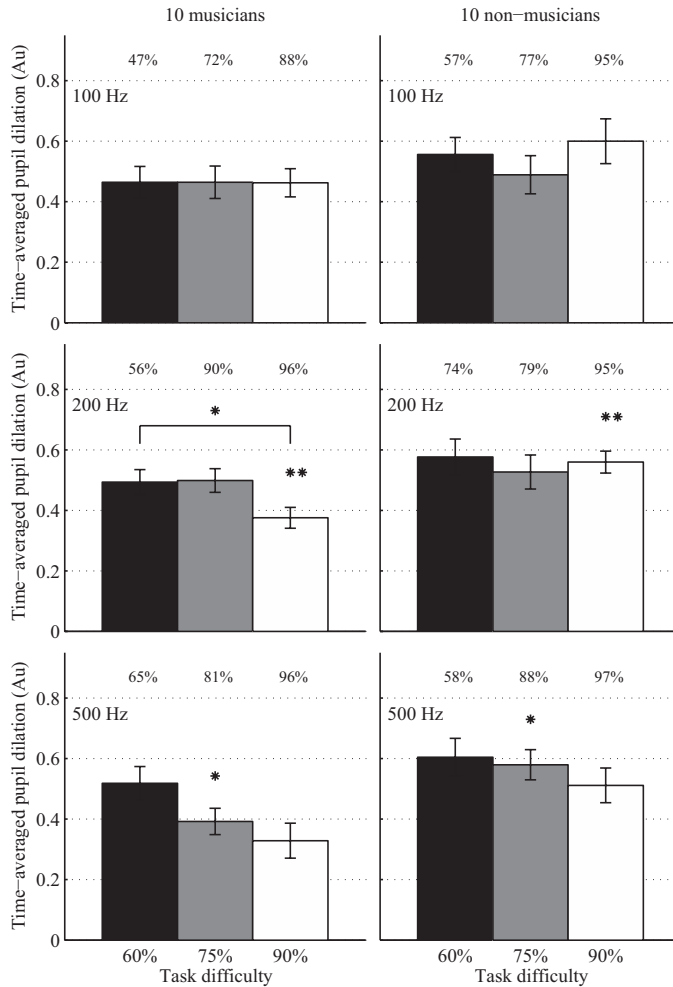 10 musicians
10 non−musicians
Time−averaged pupil dilation (Au)
0.8
0.6
0.4
0.2
0
100 Hz
47% 72% 88%
100 Hz
57% 77% 95%
Time−averaged pupil dilation (Au)
0.8
0.6
0.4
0.2
0
200 Hz
56% 90% 96%
*
**
200 Hz
74% 79% 95%
**
Time−averaged pupil dilation (Au)
0.8
0.6
0.4
0.2
0
500 Hz
65% 81% 96%
*
60% 75% 90%
Task difficulty
500 Hz
58% 88% 97%
*
60% 75% 90%
Task difficulty